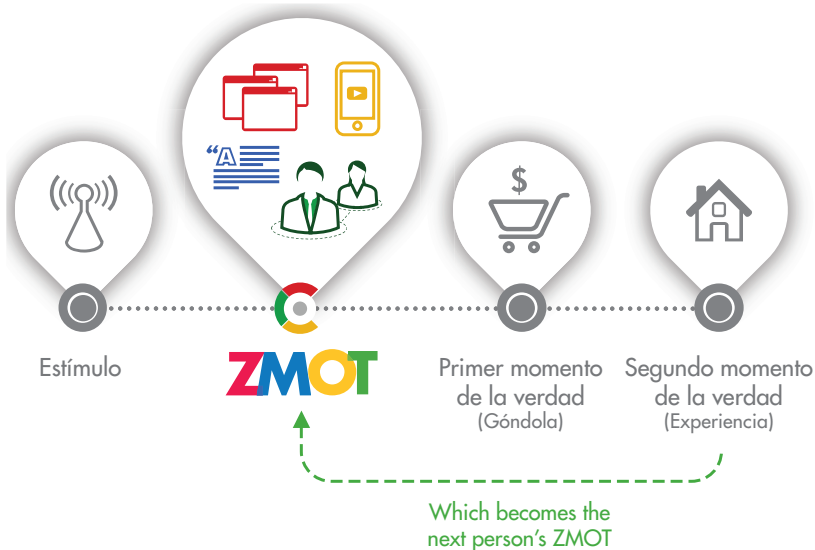 “A
$
Estímulo
ZMOT
Primer momento
de la verdad
(Góndola)
Segundo momento
de la verdad
(Experiencia)
Which becomes the
next person's ZMOT